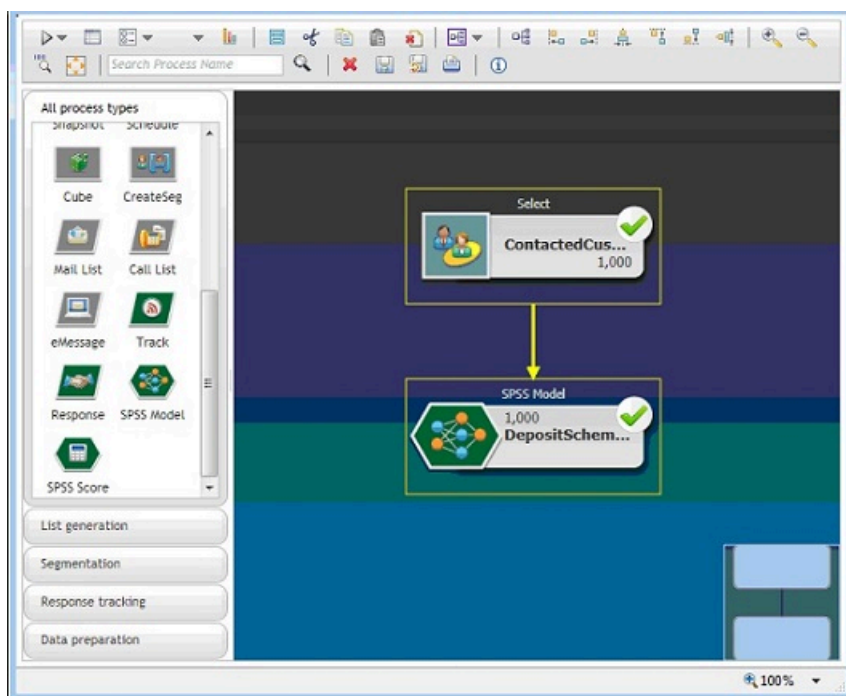 Search Process Name
All process types
Snapshot Schedule
Cube CreateSeg
Mail List Call List
eMessage Track
Response SPSS Model
SPSS Score
List generation
Segmentation
Response tracking
Data preparation
Select
ContactedCus...
1,000
SPSS Model
1,000
DepositSchem...
100%